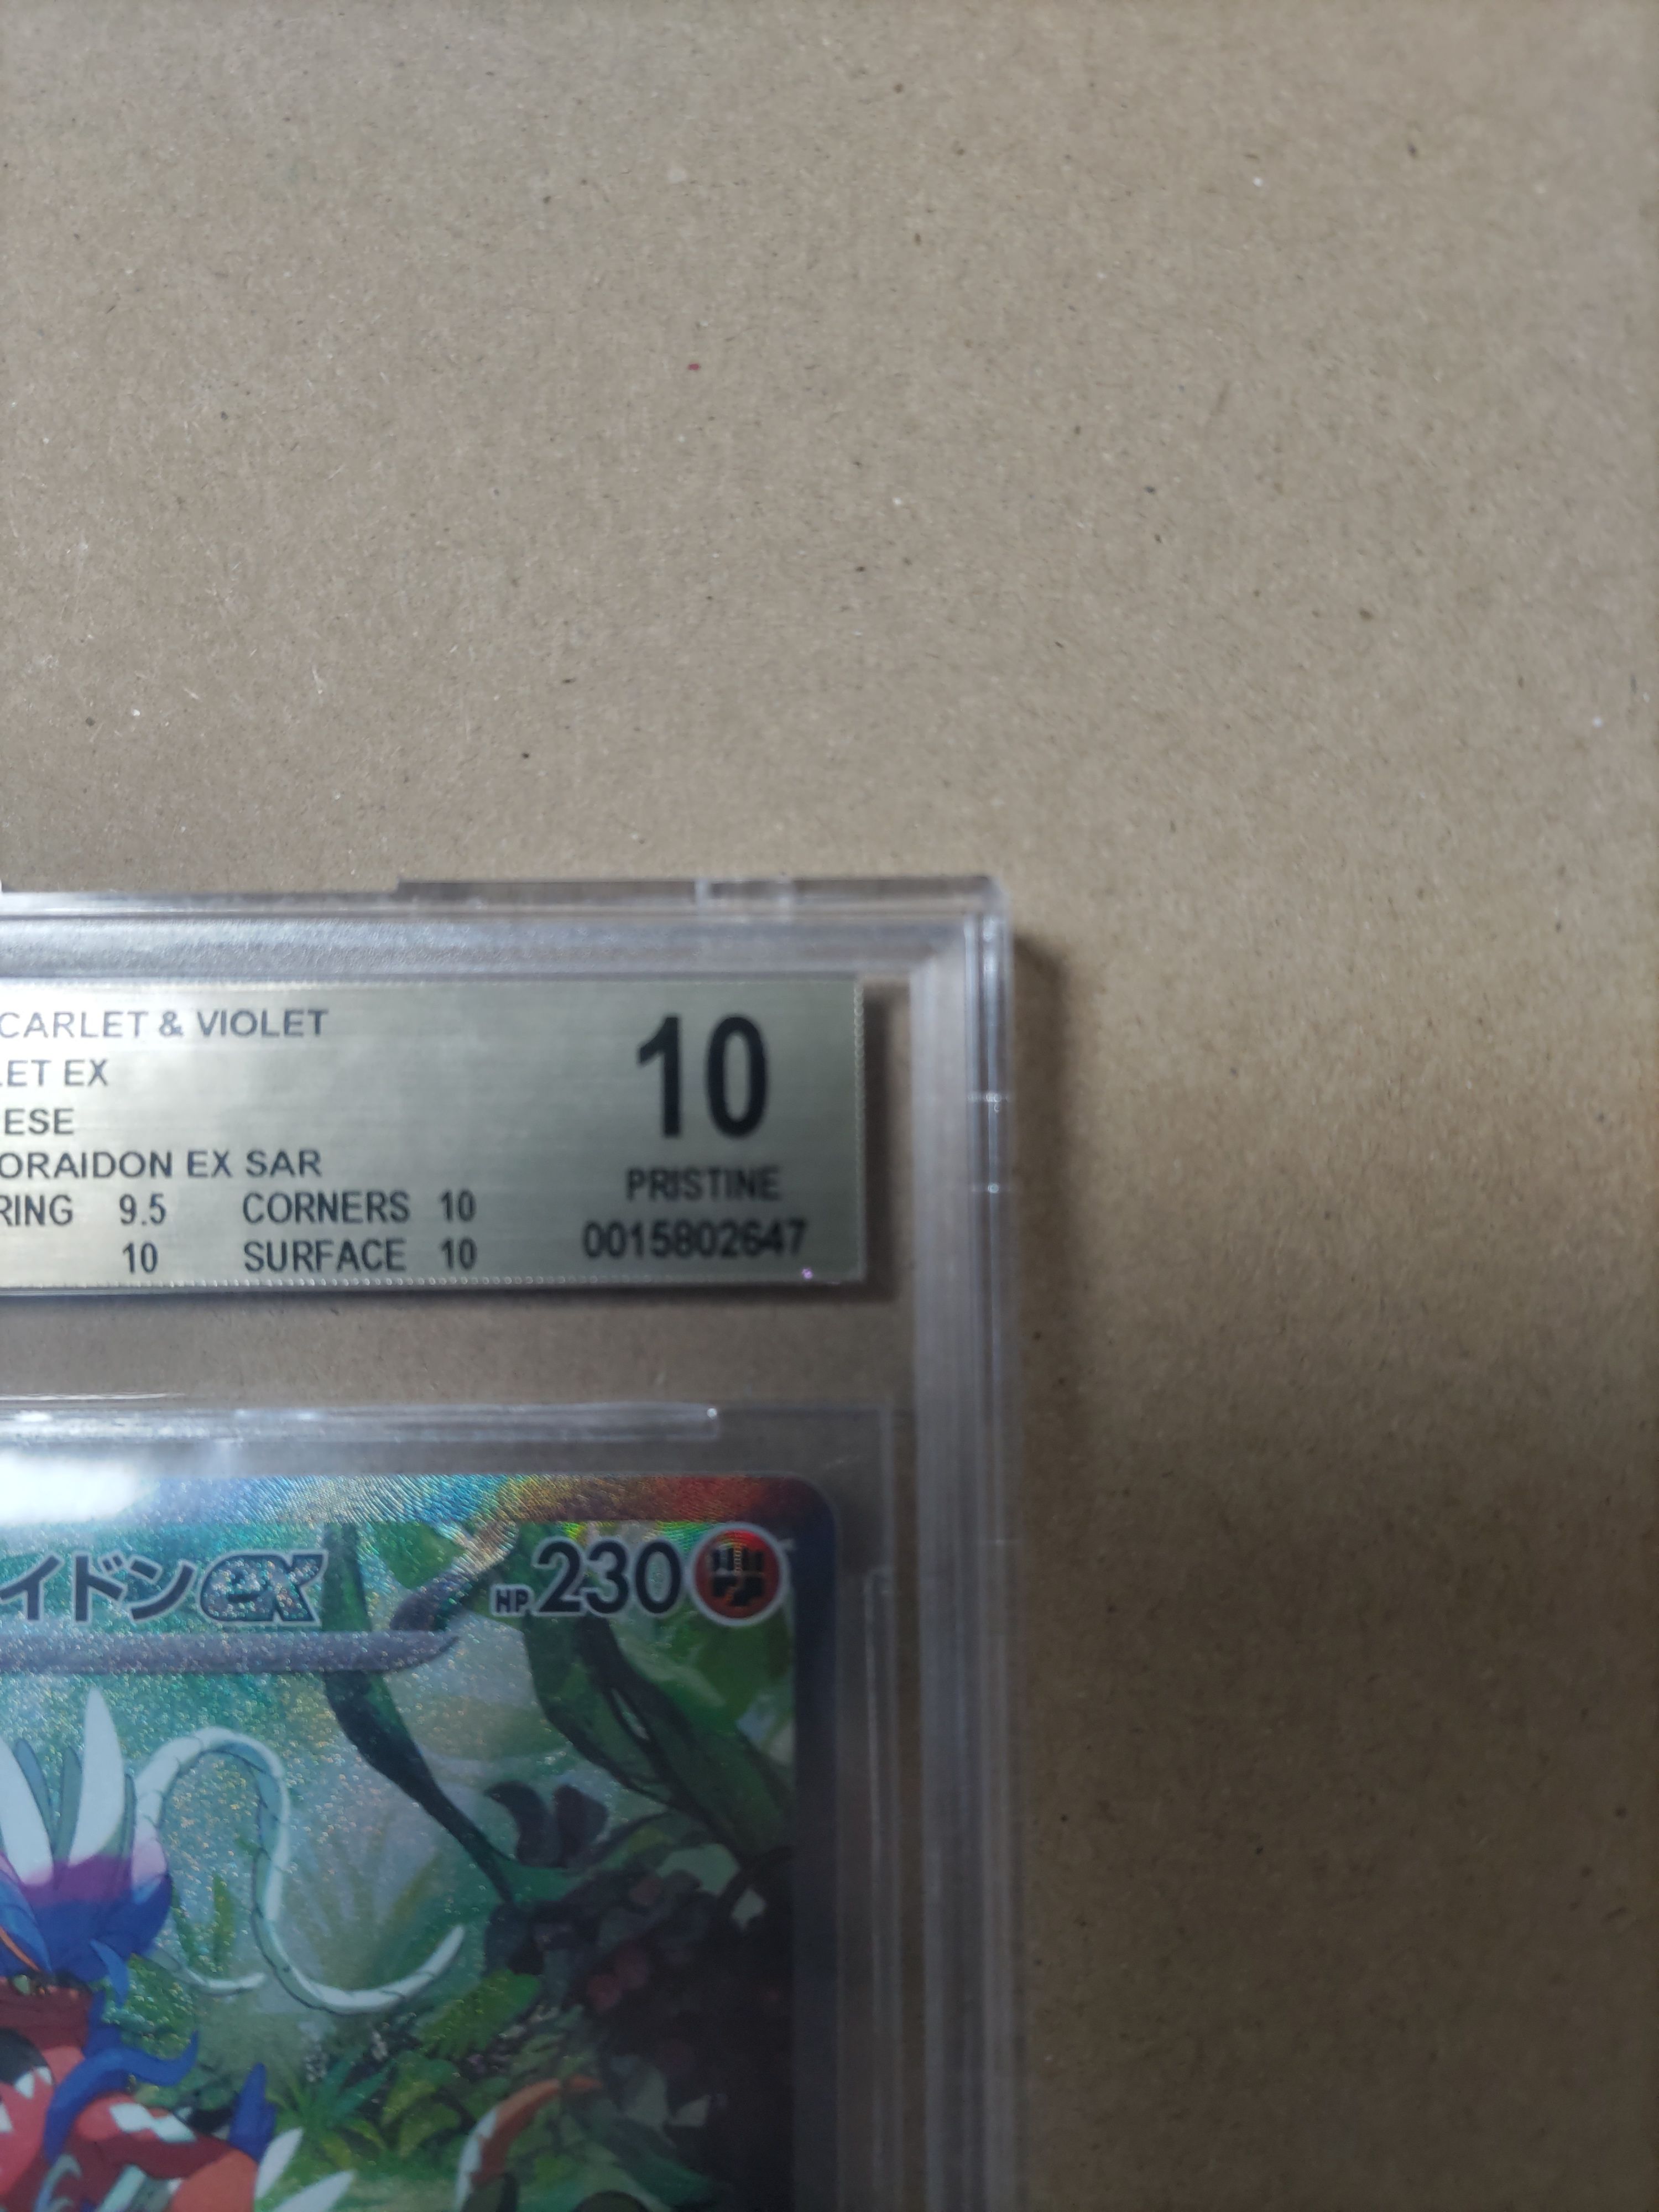 CARLET & VIOLET
LET EX
ESE
ORAIDON EX SAR
RING 9.5 CORNERS 10
10 SURFACE 10
10
PRISTINE
0015802647
イドンex HP230